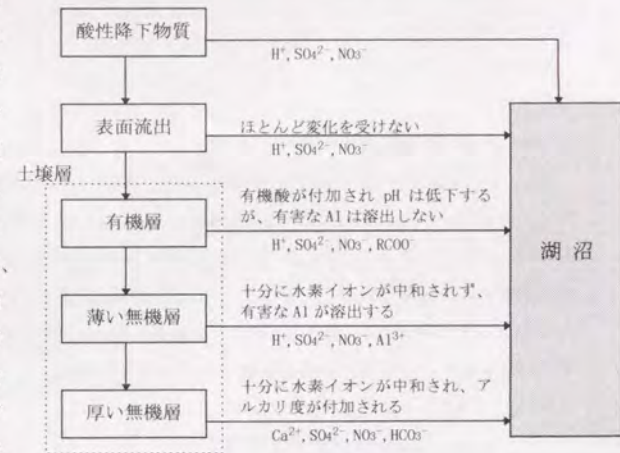 酸性降下物質
H⁺, SO₄²⁻, NO₃⁻
表面流出
ほとんど変化を受けない
H⁺, SO₄²⁻, NO₃⁻
土壌層
有機層
有機酸が付加され pH は低下する
が、有害な Al は溶出しない
H⁺, SO₄²⁻, NO₃⁻, RCOO⁻
湖 沼
、
薄い無機層
十分に水素イオンが中和されず、
有害な Al が溶出する
H⁺, SO₄²⁻, NO₃⁻, Al³⁺
厚い無機層
十分に水素イオンが中和され、ア
ルカリ度が付加される
Ca²⁺, SO₄²⁻, NO₃⁻, HCO₃⁻